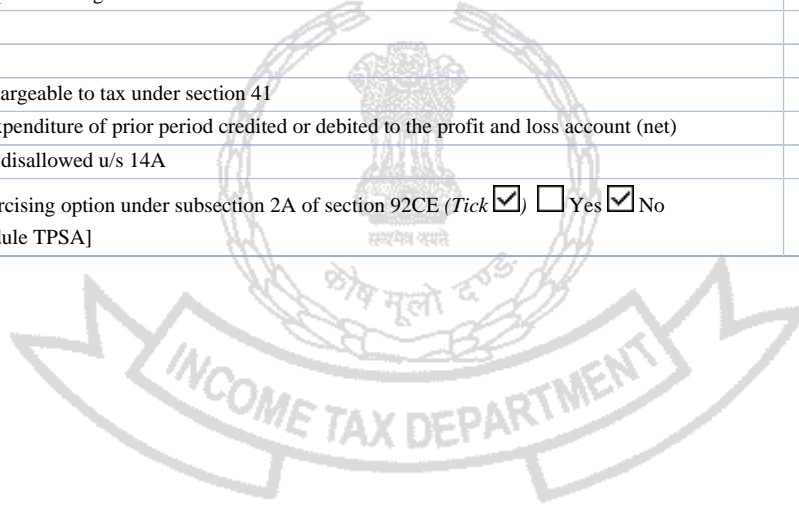 argeable to tax under section 41
xpenditure of prior period credited or debited to the profit and loss account (net)
disallowed u/s 14A
rcising option under subsection 2A of section 92CE (Tick ☑) ☐ Yes ☑ No
dule TPSA]
सत्यमेव जयते
कोष मूलो दण्डः
INCOME TAX DEPARTMENT